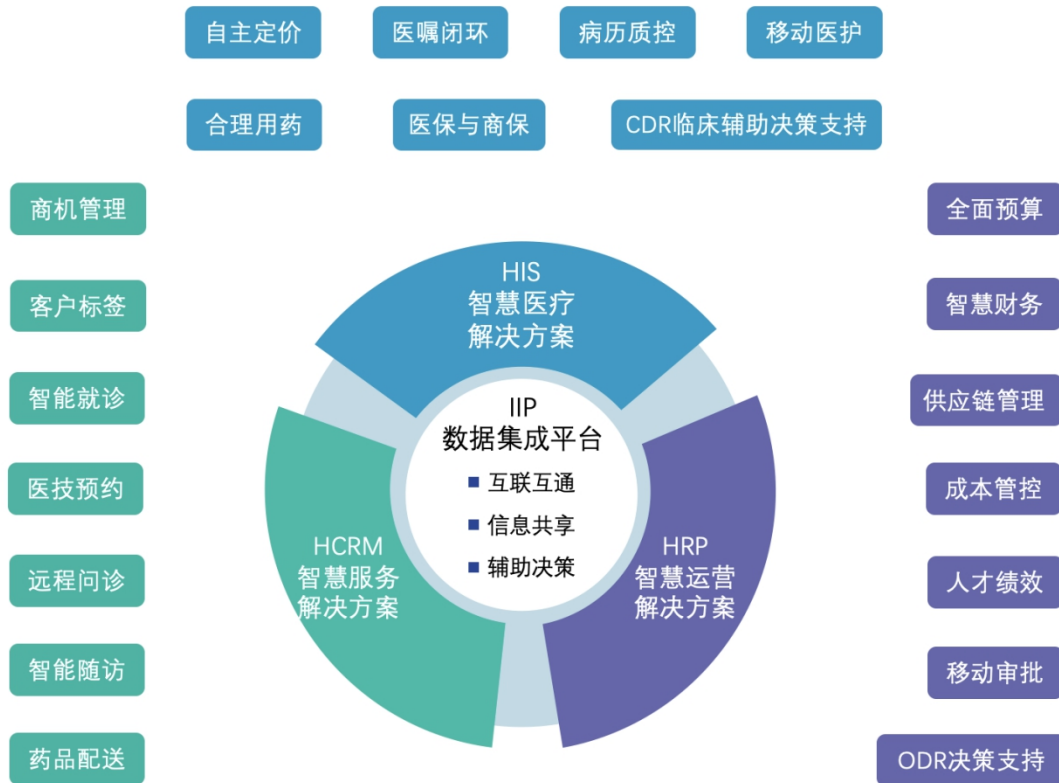 自主定价
医嘱闭环
病历质控
移动医护
合理用药
医保与商保
CDR临床辅助决策支持
商机管理
客户标签
智能就诊
医技预约
远程问诊
智能随访
药品配送
HIS
智慧医疗
解决方案
IIP
数据集成平台
互联互通
信息共享
辅助决策
HCRM
智慧服务
解决方案
HRP
智慧运营
解决方案
全面预算
智慧财务
供应链管理
成本管控
人才绩效
移动审批
ODR决策支持